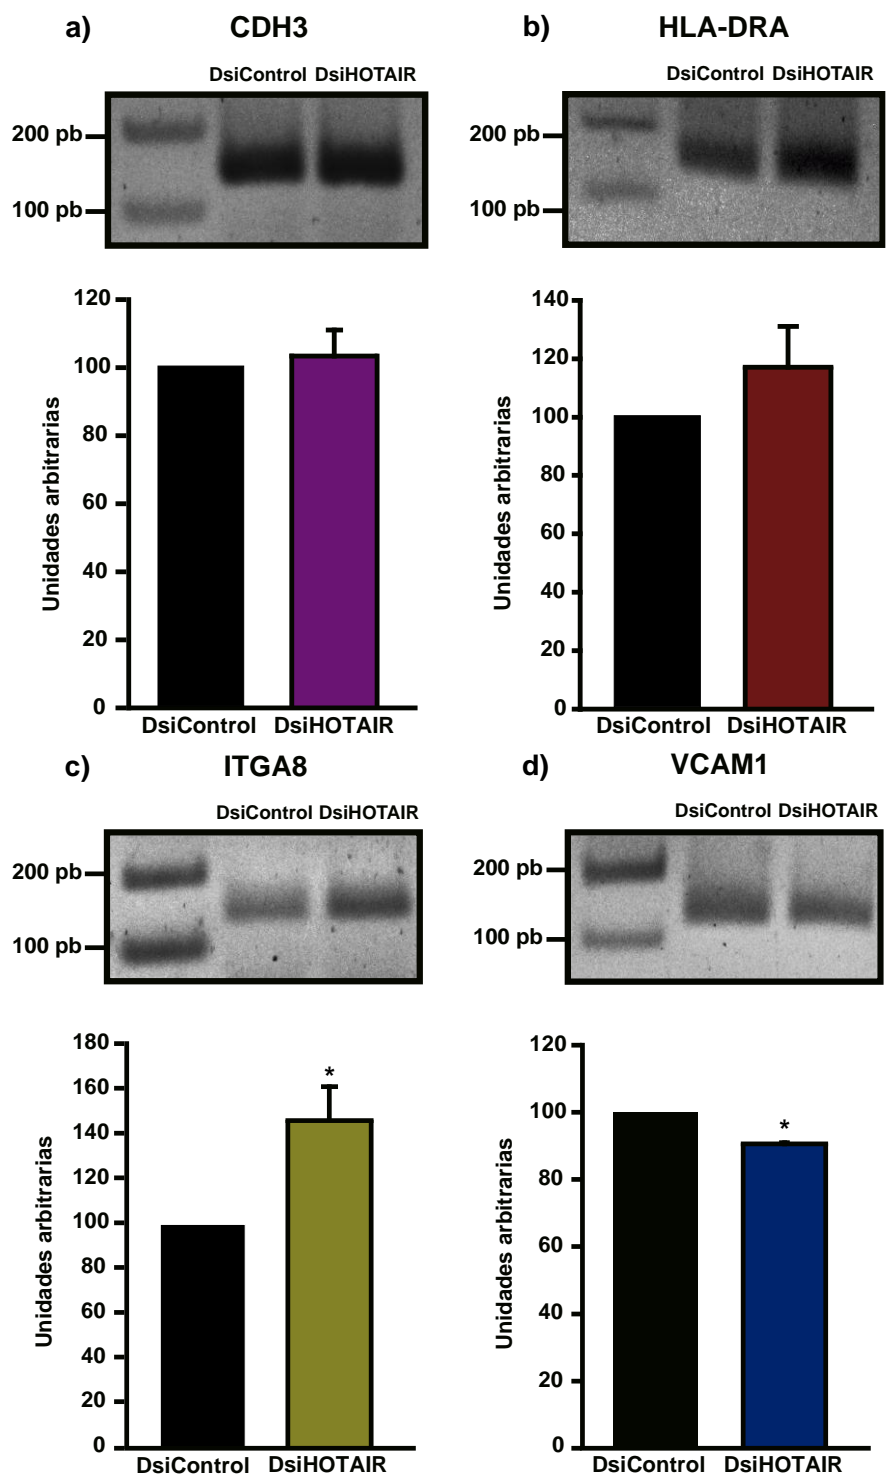 a) CDH3
DsiControl DsiHOTAIR
200 pb
100 pb
120
100
80
60
40
20
0
Unidades arbitrarias
DsiControl DsiHOTAIR
b) HLA-DRA
DsiControl DsiHOTAIR
200 pb
100 pb
140
120
100
80
60
40
20
0
Unidades arbitrarias
DsiControl DsiHOTAIR
c) ITGA8
DsiControl DsiHOTAIR
200 pb
100 pb
180
160
140
120
100
80
60
40
20
0
Unidades arbitrarias
*
DsiControl DsiHOTAIR
d) VCAM1
DsiControl DsiHOTAIR
200 pb
100 pb
120
100
80
60
40
20
0
Unidades arbitrarias
*
DsiControl DsiHOTAIR